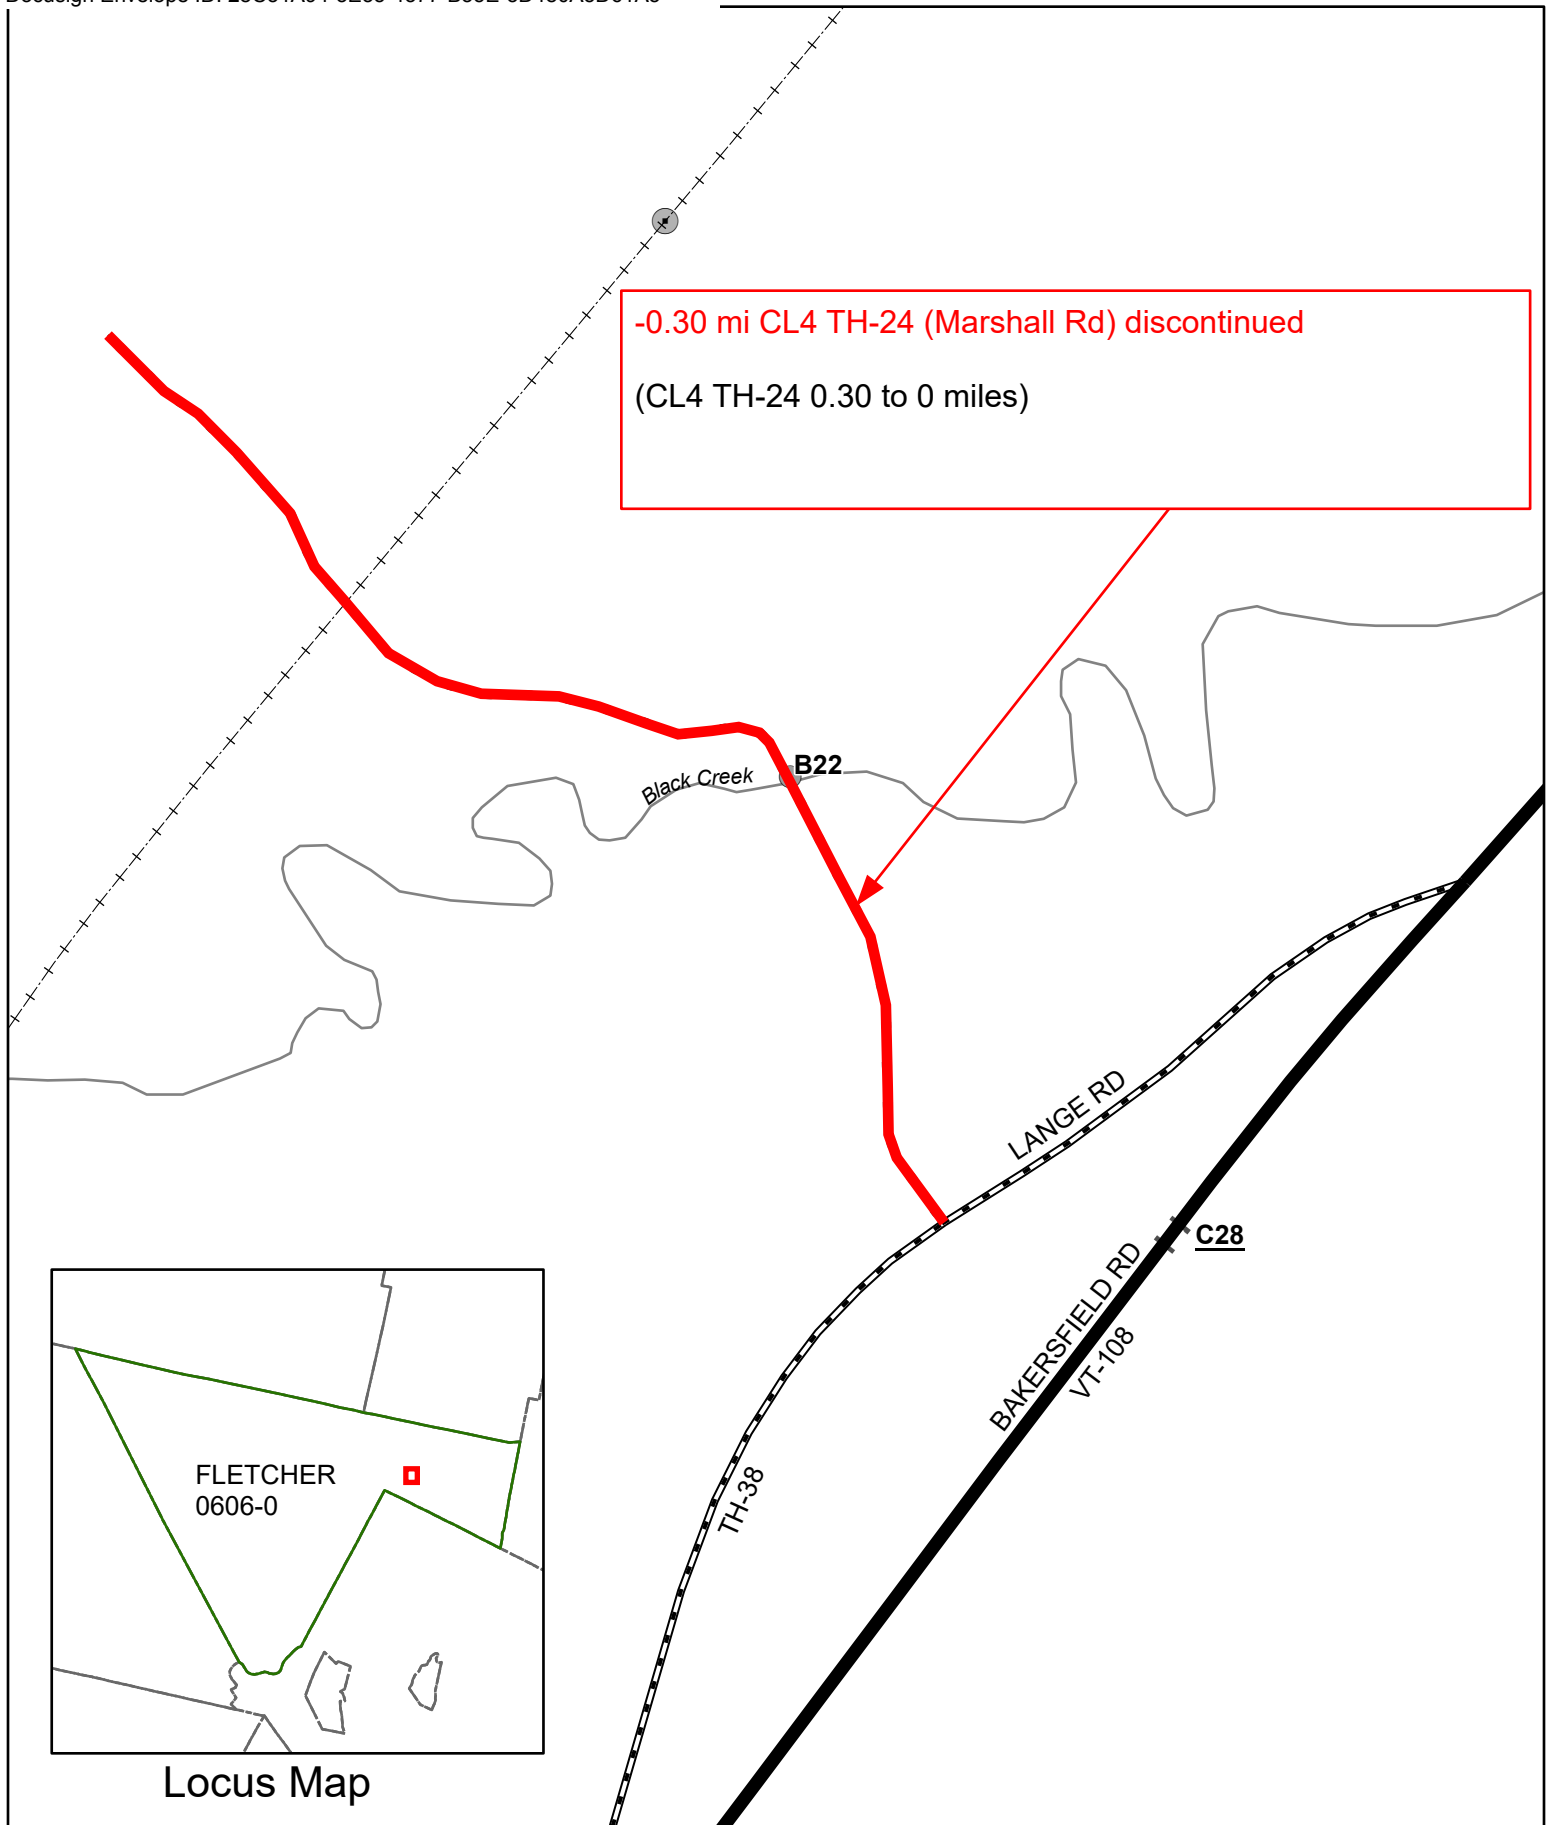 -0.30 mi CL4 TH-24 (Marshall Rd) discontinued
(CL4 TH-24 0.30 to 0 miles)
B22
Black Creek
LANGE RD
C28
BAKERSFIELD RD
VT-108
TH-38
FLETCHER
0606-0
Locus Map